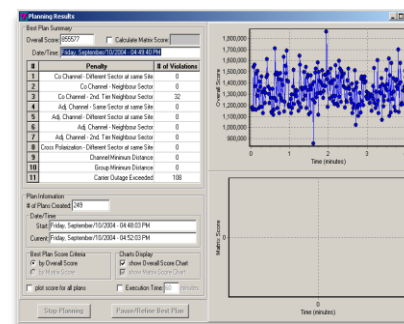 Planning Results
Best Plan Summary
Overall Score: 855577
Calculate Matrix Score:
Date/Time: Friday, September/10/2004 - 04:49:40 PM
# Penalty # of Violations
1 Co Channel - Different Sector at same Site 0
2 Co Channel - Neighbour Sector 0
3 Co Channel - 2nd. Tier Neighbour Sector 32
4 Adj. Channel - Same Sector at same Site 0
5 Adj. Channel - Different Sector at same Site 0
6 Adj. Channel - Neighbour Sector 0
7 Adj. Channel - 2nd. Tier Neighbour Sector 0
8 Cross Polarization - Different Sector at same Site 0
9 Channel Minimum Distance 0
10 Group Minimum Distance 0
11 Carrier Outage Exceeded 108
Plan Information
# of Plans Created: 249
Date/Time
Start: Friday, September/10/2004 - 04:48:03 PM
Current: Friday, September/10/2004 - 04:52:03 PM
Best Plan Score Criteria
by Overall Score
by Matrix Score
Charts Display
show Overall Score Chart
show Matrix Score Chart
plot score for all plans
Execution Time: 60 minutes
Stop Planning
Pause/Refine Best Plan
Overall Score
1,800,000
1,700,000
1,600,000
1,500,000
1,400,000
1,300,000
1,200,000
1,100,000
1,000,000
900,000
0 1 2 3
Time (minutes)
Matrix Score
0
0
Time (minutes)